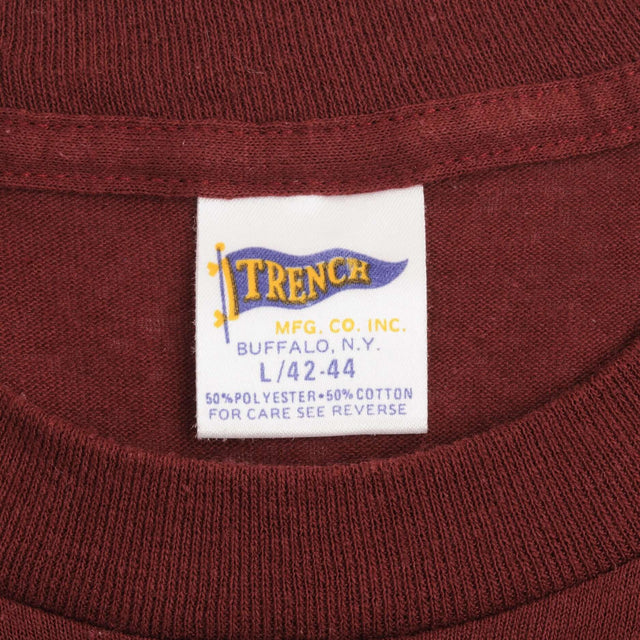 TRENCH
MFG. CO. INC.
BUFFALO, N.Y.
L/42-44
50% POLYESTER • 50% COTTON
FOR CARE SEE REVERSE